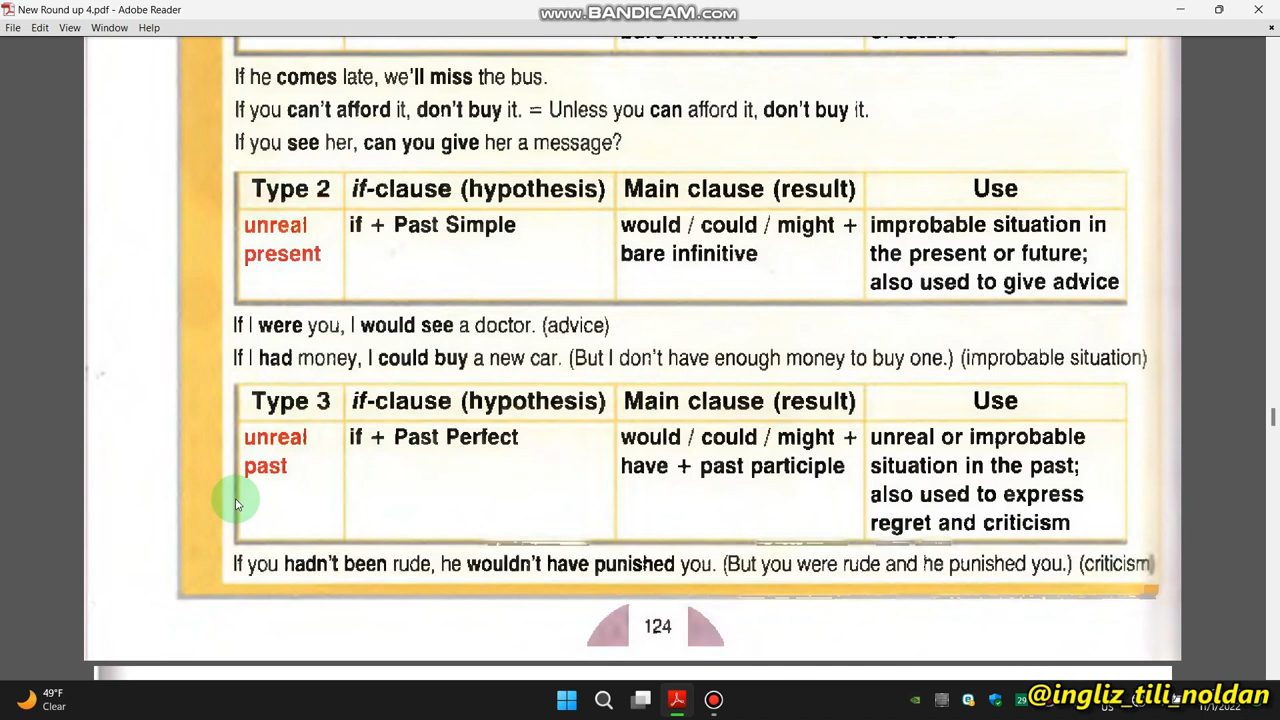 New Round up 4.pdf - Adobe Reader
www.BANDICAM.com
File Edit View Window Help
bare infinitive or future
If he comes late, we'll miss the bus.
If you can't afford it, don't buy it. = Unless you can afford it, don't buy it.
If you see her, can you give her a message?
Type 2 if-clause (hypothesis) Main clause (result) Use
unreal if + Past Simple would / could / might + improbable situation in
present bare infinitive the present or future;
also used to give advice
If I were you, I would see a doctor. (advice)
If I had money, I could buy a new car. (But I don't have enough money to buy one.) (improbable situation)
Type 3 if-clause (hypothesis) Main clause (result) Use
unreal if + Past Perfect would / could / might + unreal or improbable
past have + past participle situation in the past;
also used to express
regret and criticism
If you hadn't been rude, he wouldn't have punished you. (But you were rude and he punished you.) (criticism)
124
49°F
Clear
29
@ingliz_tili_noldan
11/1/2022